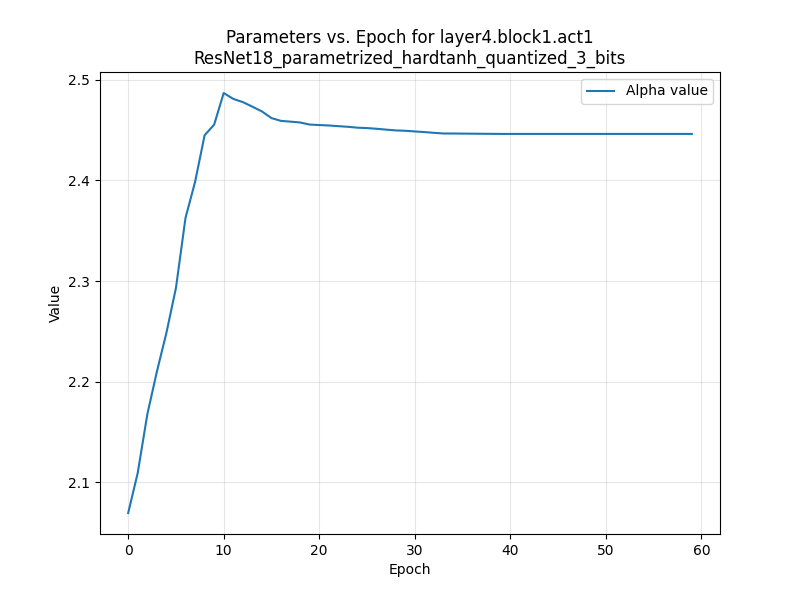 Parameters vs. Epoch for layer4.block1.act1
ResNet18_parametrized_hardtanh_quantized_3_bits
Alpha value
2.5
2.4
2.3
2.2
2.1
Value
0
10
20
30
40
50
60
Epoch